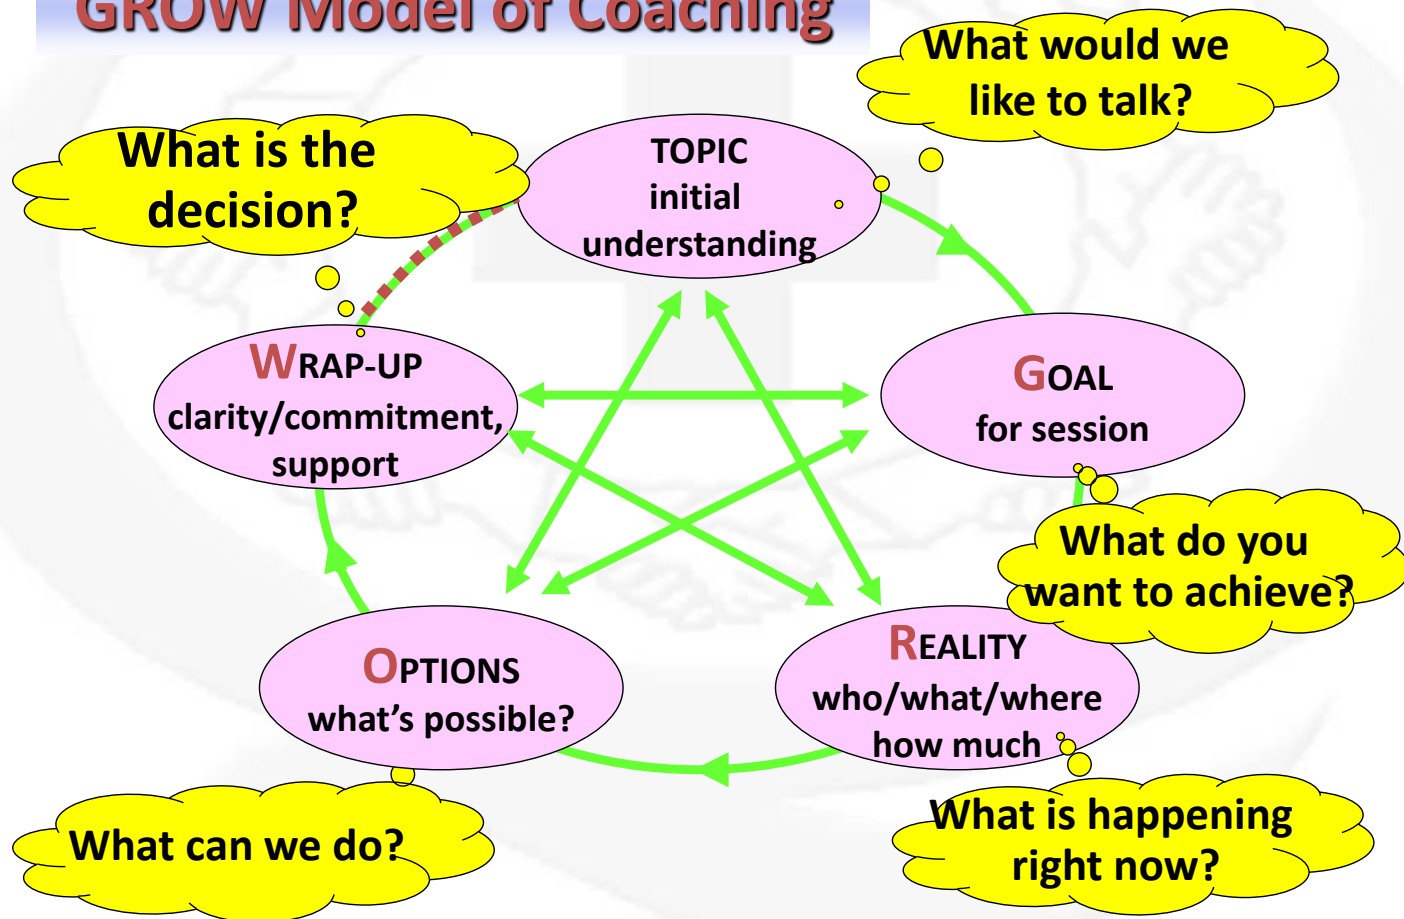 GROW Model of Coaching
What would we
like to talk?
What is the
decision?
TOPIC
initial
understanding
WRAP-UP
clarity/commitment,
support
GOAL
for session
What do you
want to achieve?
OPTIONS
what's possible?
REALITY
who/what/where
how much
What can we do?
What is happening
right now?